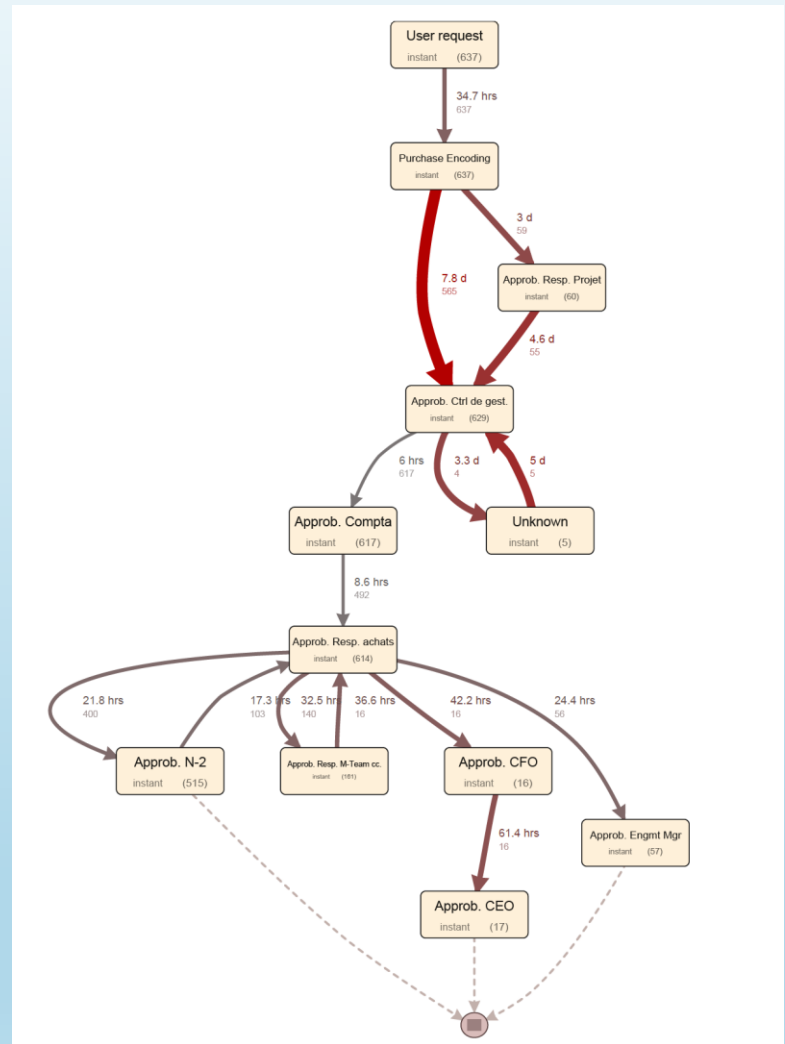 User request
instant (637)
34.7 hrs
637
Purchase Encoding
instant (637)
3 d
59
7.8 d
565
Approb. Resp. Projet
instant (60)
4.6 d
55
Approb. Ctrl de gest.
instant (629)
6 hrs
617
3.3 d
4
5 d
5
Approb. Compta
instant (617)
Unknown
instant (5)
8.6 hrs
492
Approb. Resp. achats
instant (614)
21.8 hrs
400
17.3 hrs
103
32.5 hrs
140
36.6 hrs
16
42.2 hrs
16
24.4 hrs
56
Approb. N-2
instant (515)
Approb. Resp. M-Team cc.
instant (181)
Approb. CFO
instant (16)
Approb. Engmt Mgr
instant (57)
61.4 hrs
16
Approb. CEO
instant (17)